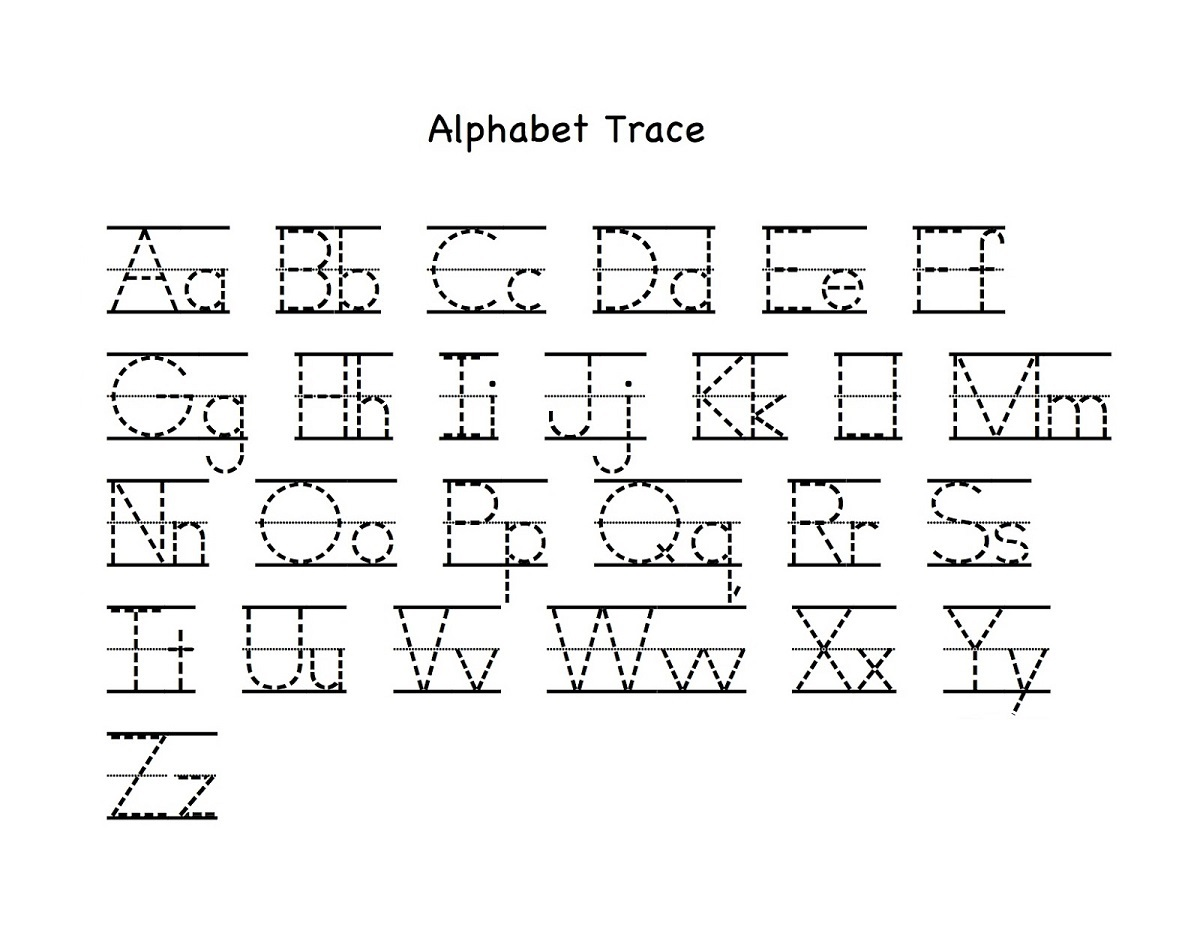 Alphabet Trace
Aa Bb Cc Dd Ee Ff
Gg Hh Ii Jj Kk Ll Mm
Nn Oo Pp Qq Rr Ss
Tt Uu Vv Ww Xx Yy
Zz